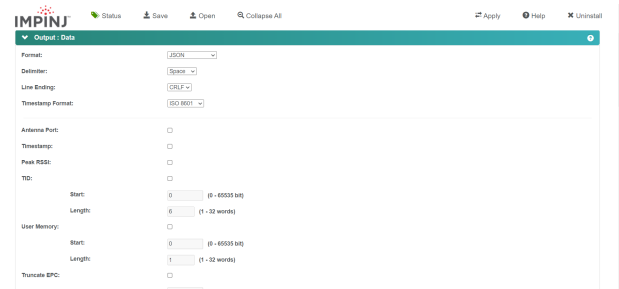 IMPINJ
Status Save Open Collapse All Apply Help Uninstall
Output : Data
Format: JSON
Delimiter: Space
Line Ending: CRLF
Timestamp Format: ISO 8601
Antenna Port:
Timestamp:
Peak RSSI:
TID:
Start: 0 (0 - 65535 bit)
Length: 6 (1 - 32 words)
User Memory:
Start: 0 (0 - 65535 bit)
Length: 1 (1 - 32 words)
Truncate EPC: